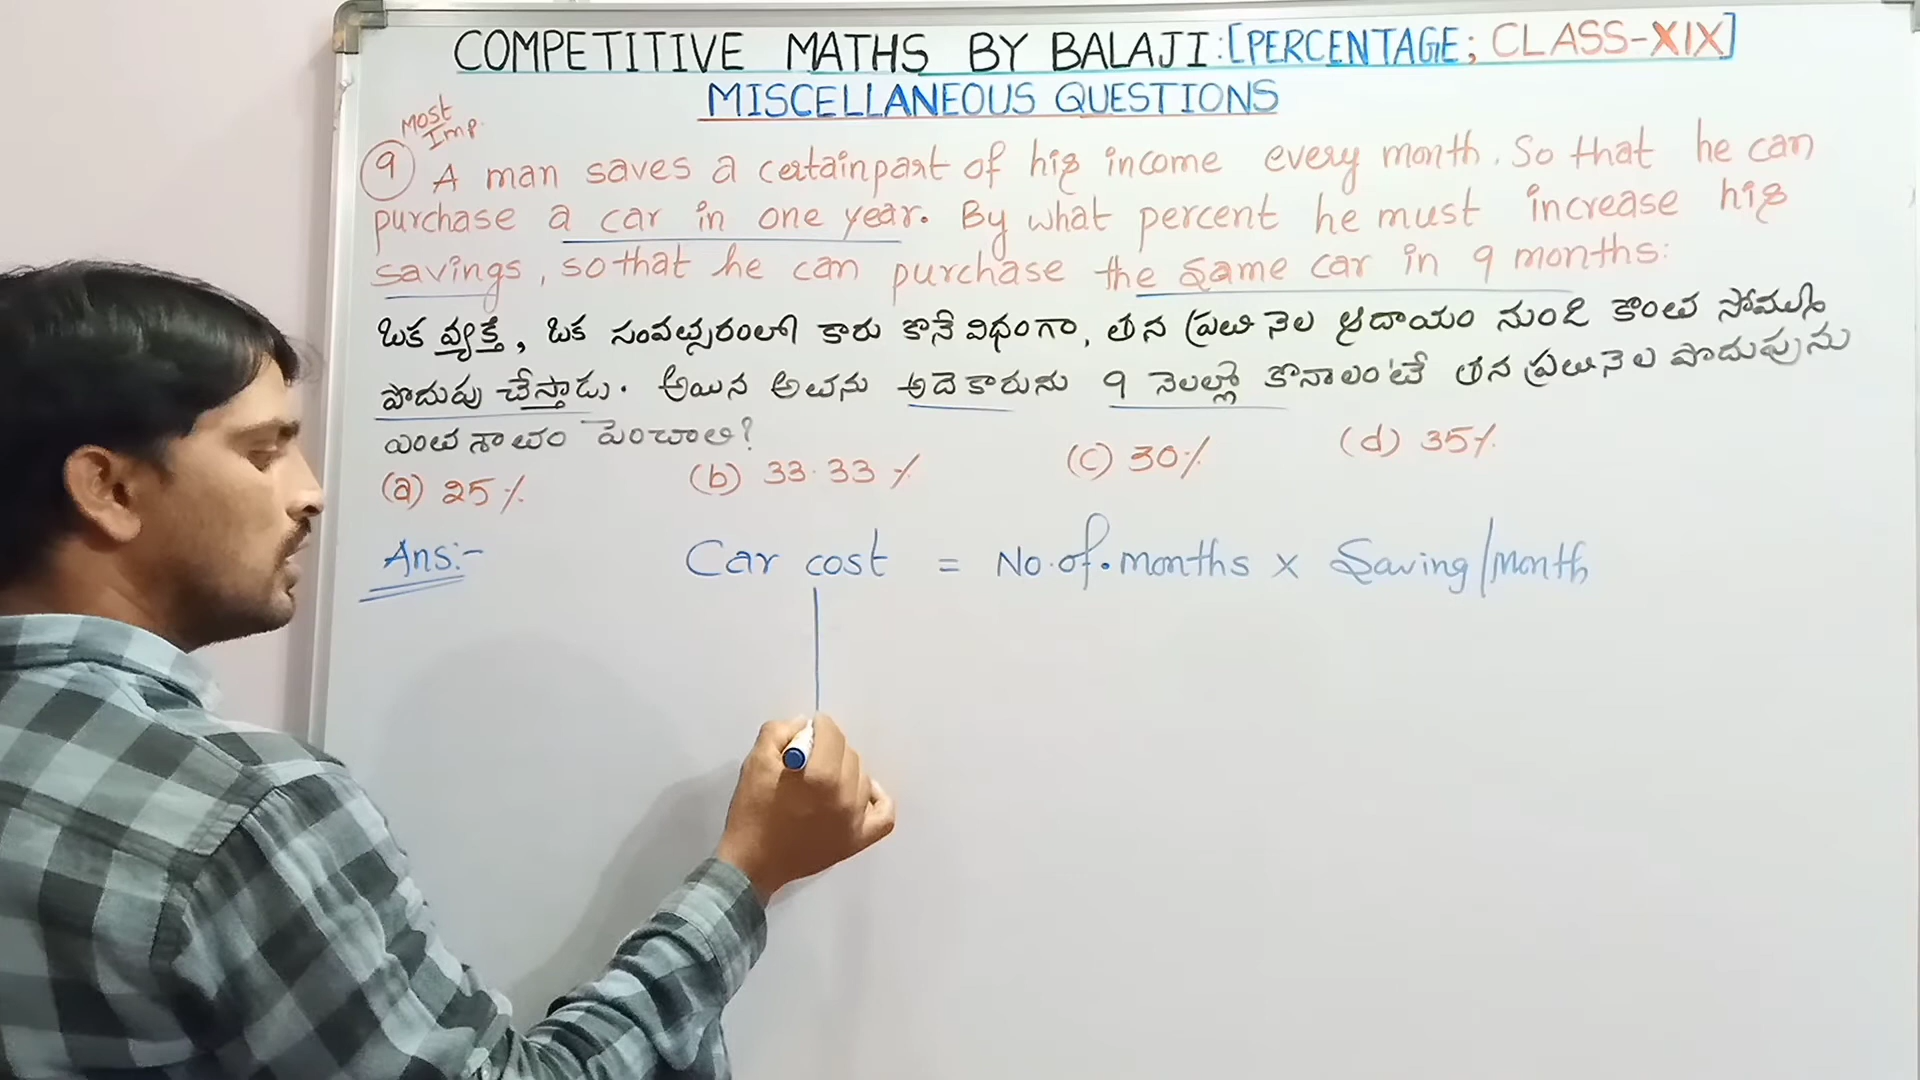 COMPETITIVE MATHS BY BALAJI:[PERCENTAGE; CLASS-XIX]
MISCELLANEOUS QUESTIONS
Most
Imp.
9 A man saves a certain part of his income every month. So that he can
purchase a car in one year. By what percent he must increase his
savings, so that he can purchase the same car in 9 months:
ఒక వ్యక్తి, ఒక సంవత్సరంలో కారు కొనే విధంగా, తన ప్రతి నెల ఆదాయం నుండి కొంత సోమ్ము
పొదుపు చేస్తాడు. అయిన అతను అదె కారును 9 నెలల్లో కొనాలంటే తన ప్రతి నెల పొదుపును
ఎంత శాతం పెంచాలి?
(a) 25% (b) 33.33% (c) 30% (d) 35%
Ans:- Car cost = No.of.months x Saving/month